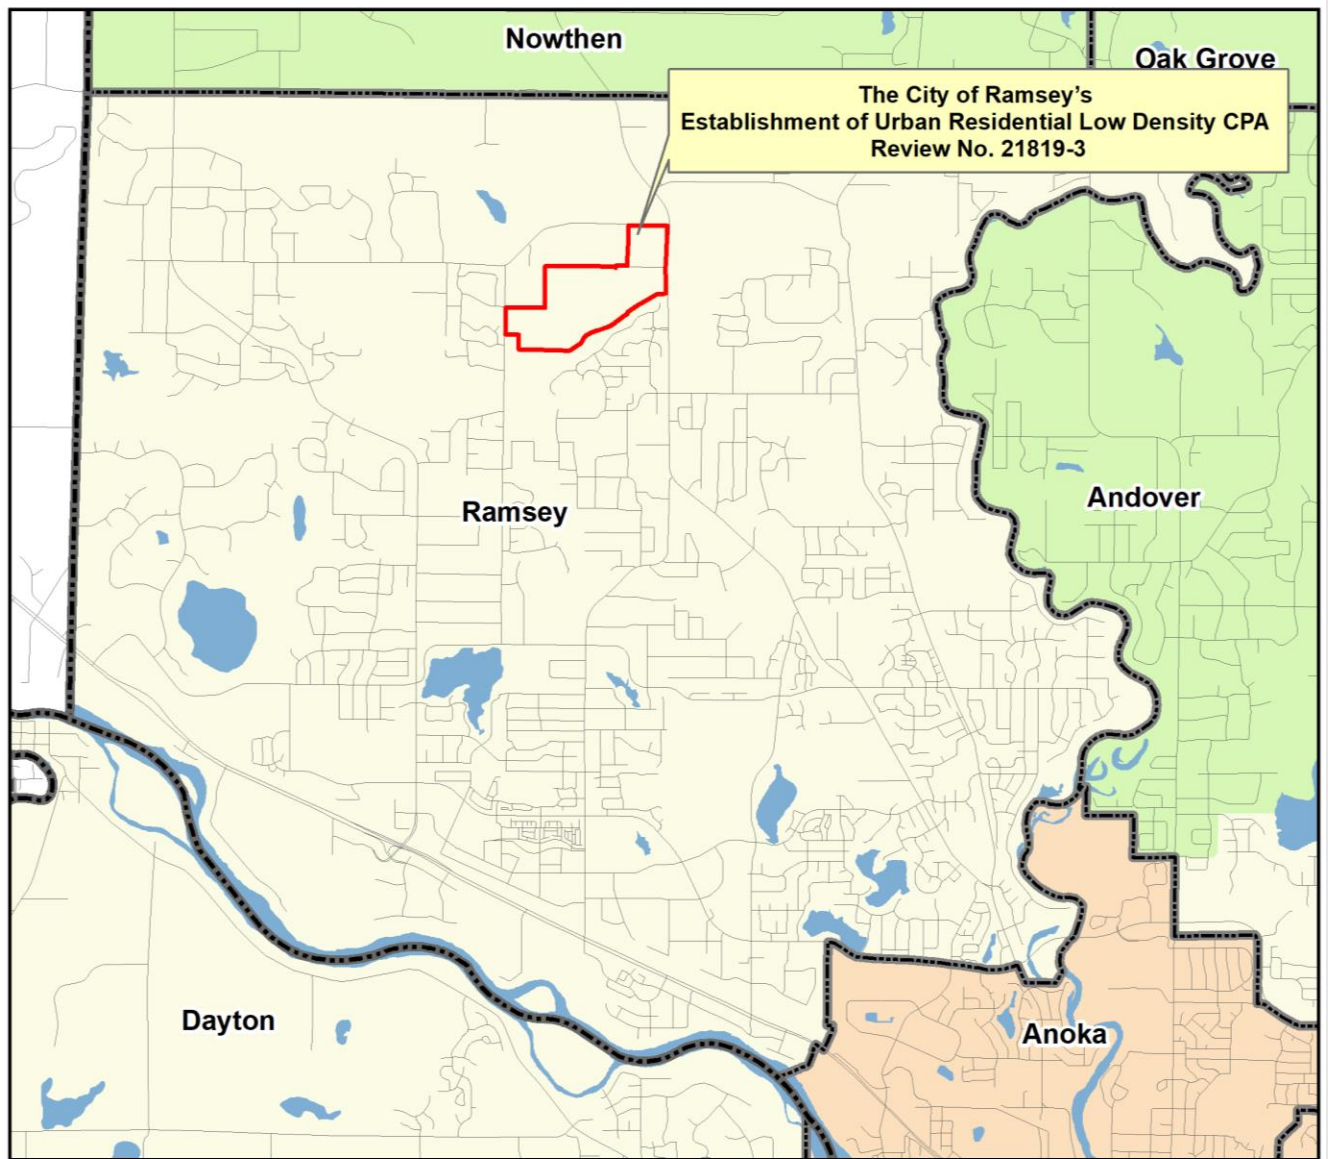 Nowthen
Oak Grove
The City of Ramsey's
Establishment of Urban Residential Low Density CPA
Review No. 21819-3
Andover
Ramsey
Dayton
Anoka